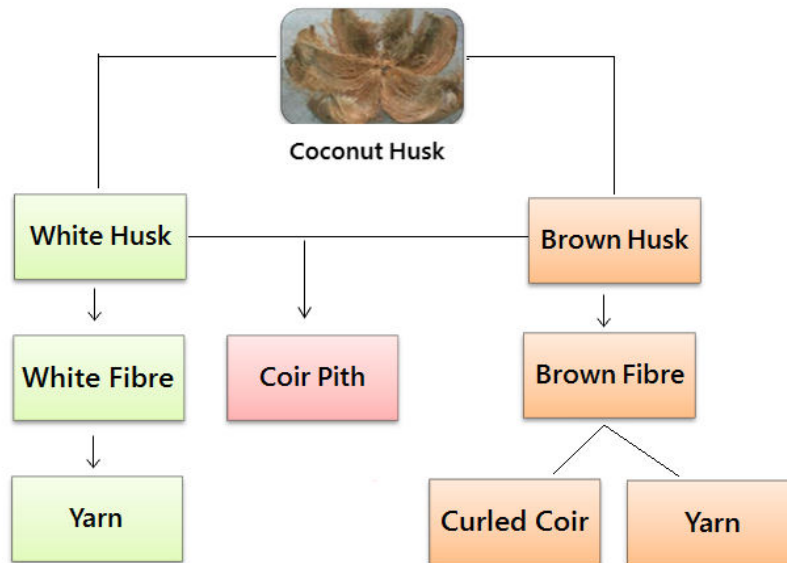 Coconut Husk
White Husk
Brown Husk
White Fibre
Coir Pith
Brown Fibre
Yarn
Curled Coir
Yarn